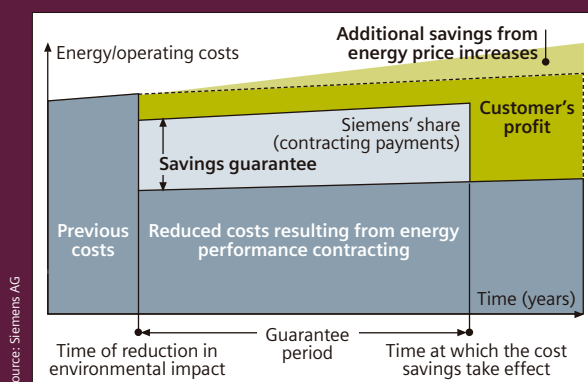 Additional savings from
energy price increases
Energy/operating costs
Customer's
profit
Siemens' share
(contracting payments)
Savings guarantee
Previous
costs
Reduced costs resulting from energy
performance contracting
Time (years)
Guarantee
period
Time of reduction in
environmental impact
Time at which the cost
savings take effect
ource: Siemens AG